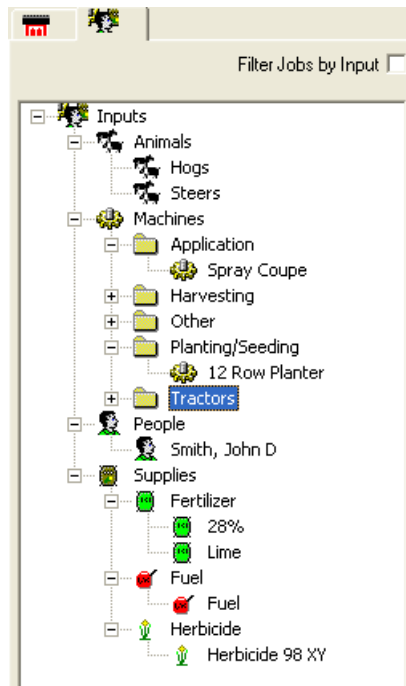 Filter Jobs by Input
Inputs
Animals
Hogs
Steers
Machines
Application
Spray Coupe
Harvesting
Other
Planting/Seeding
12 Row Planter
Tractors
People
Smith, John D
Supplies
Fertilizer
28%
Lime
Fuel
Fuel
Herbicide
Herbicide 98 XY